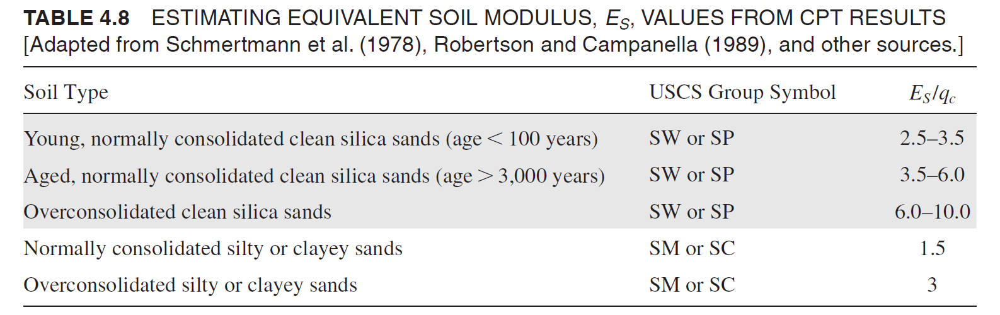 TABLE 4.8 ESTIMATING EQUIVALENT SOIL MODULUS, ES, VALUES FROM CPT RESULTS
[Adapted from Schmertmann et al. (1978), Robertson and Campanella (1989), and other sources.]
Soil Type USCS Group Symbol ES/qc
Young, normally consolidated clean silica sands (age < 100 years) SW or SP 2.5–3.5
Aged, normally consolidated clean silica sands (age > 3,000 years) SW or SP 3.5–6.0
Overconsolidated clean silica sands SW or SP 6.0–10.0
Normally consolidated silty or clayey sands SM or SC 1.5
Overconsolidated silty or clayey sands SM or SC 3